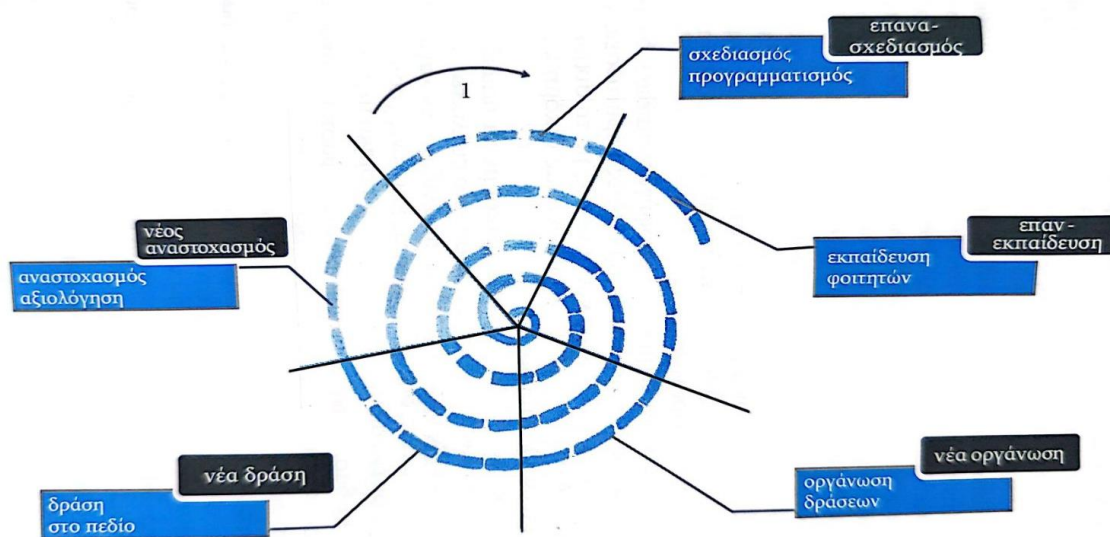 επανα-
σχεδιασμός
σχεδιασμός
προγραμματισμός
1
επαν-
εκπαίδευση
εκπαίδευση
φοιτητών
νέα οργάνωση
οργάνωση
δράσεων
νέα δράση
δράση
στο πεδίο
νέος
αναστοχασμός
αναστοχασμός
αξιολόγηση